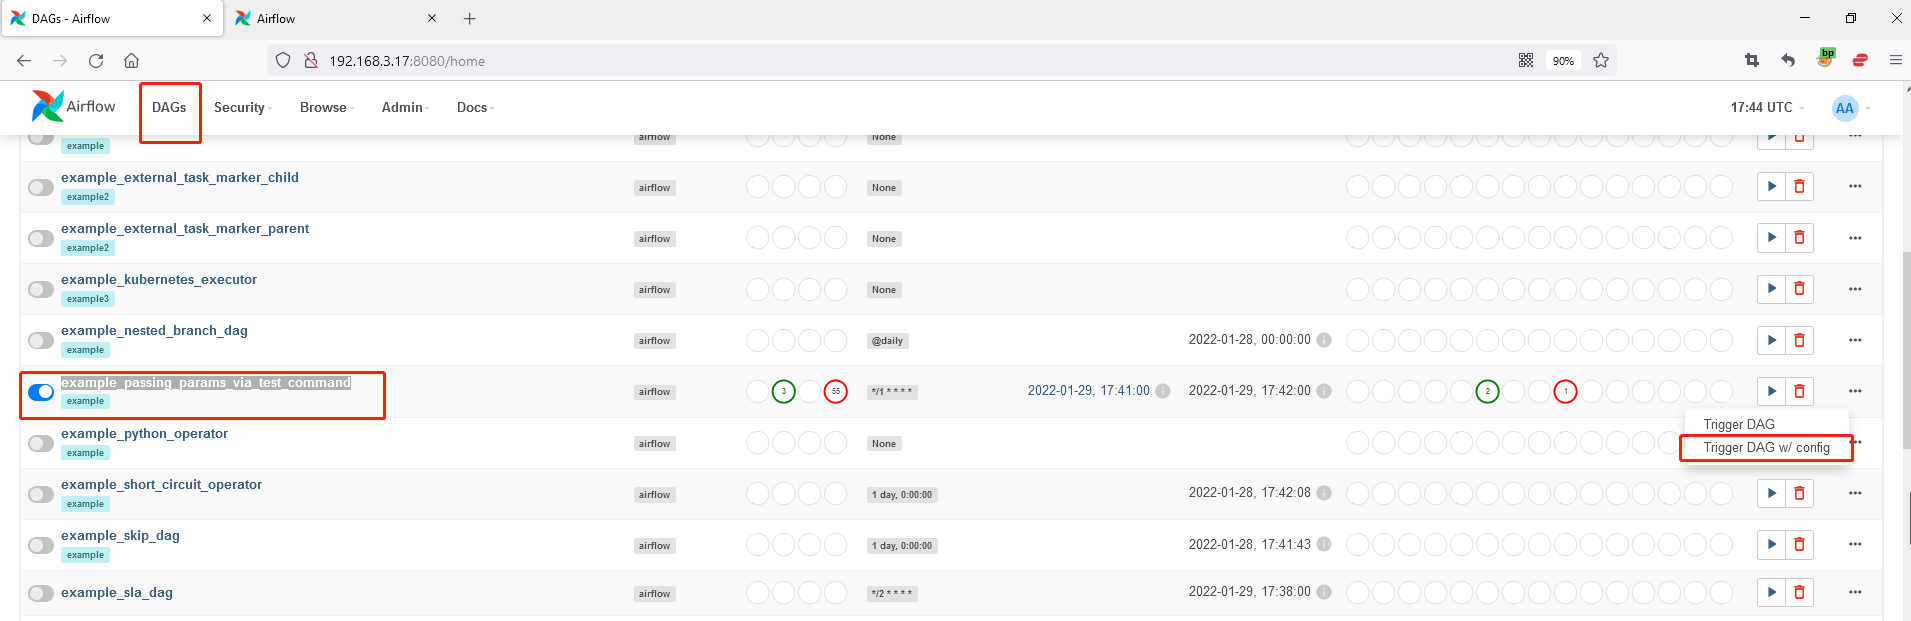 DAGs - Airflow
Airflow
192.168.3.17:8080/home
90%
bp
Airflow
DAGs
Security
Browse
Admin
Docs
17:44 UTC
AA
example
airflow
None
example_external_task_marker_child
example2
airflow
None
example_external_task_marker_parent
example2
airflow
None
example_kubernetes_executor
example3
airflow
None
example_nested_branch_dag
example
airflow
@daily
2022-01-28, 00:00:00
example_passing_params_via_test_command
example
airflow
3
55
*/1 * * * *
2022-01-29, 17:41:00
2022-01-29, 17:42:00
2
1
Trigger DAG
Trigger DAG w/ config
example_python_operator
example
airflow
None
example_short_circuit_operator
example
airflow
1 day, 0:00:00
2022-01-28, 17:42:08
example_skip_dag
example
airflow
1 day, 0:00:00
2022-01-28, 17:41:43
example_sla_dag
airflow
*/2 * * * *
2022-01-29, 17:38:00